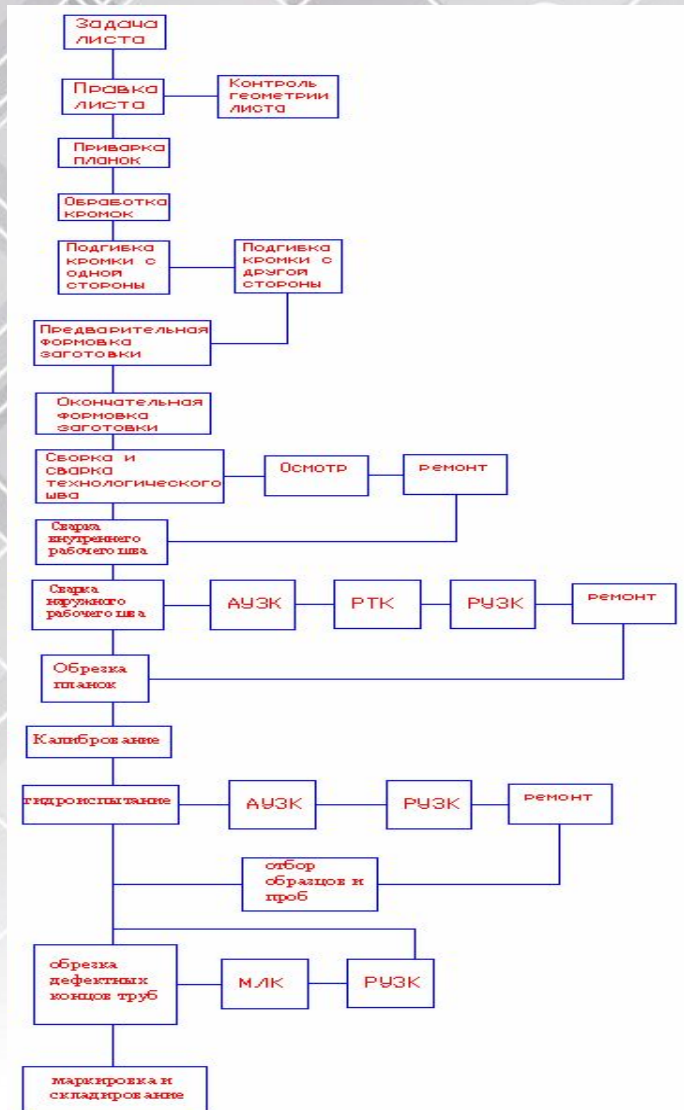 Задача
листа
Правка
листа
Контроль
геометрии
листа
Приварка
планок
Обработка
кромок
Подгибка
кромки с
одной
стороны
Подгибка
кромки с
другой
стороны
Предварительная
формовка
заготовки
Окончательная
формовка
заготовки
Сборка и
сварка
технологического
шва
Осмотр
ремонт
Сварка
внутреннего
рабочего шва
Сварка
наружного
рабочего шва
АУЗК
РТК
РУЗК
ремонт
Обрезка
планок
Калибрование
гидроиспытание
АУЗК
РУЗК
ремонт
отбор
образцов и
проб
обрезка
дефектных
концов труб
МЛК
РУЗК
маркировка и
складирование